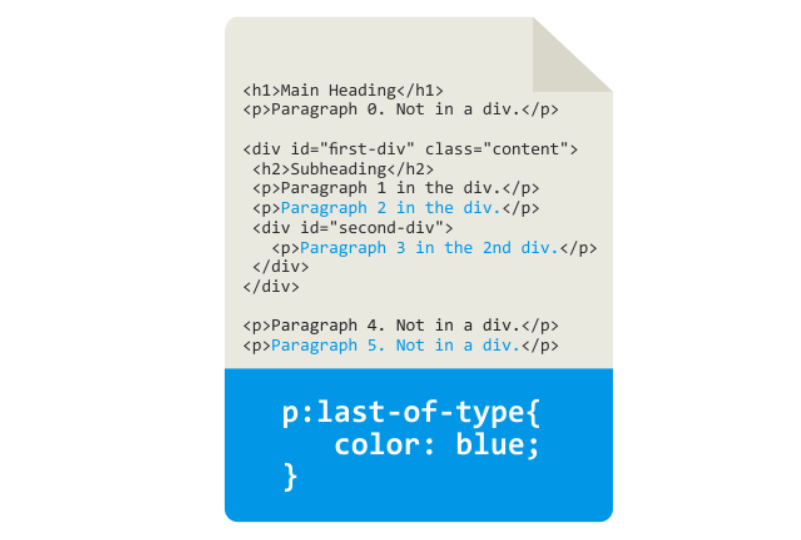 <h1>Main Heading</h1>
<p>Paragraph 0. Not in a div.</p>
<div id="first-div" class="content">
<h2>Subheading</h2>
<p>Paragraph 1 in the div.</p>
<p>Paragraph 2 in the div.</p>
<div id="second-div">
<p>Paragraph 3 in the 2nd div.</p>
</div>
</div>
<p>Paragraph 4. Not in a div.</p>
<p>Paragraph 5. Not in a div.</p>
p:last-of-type{
color: blue;
}